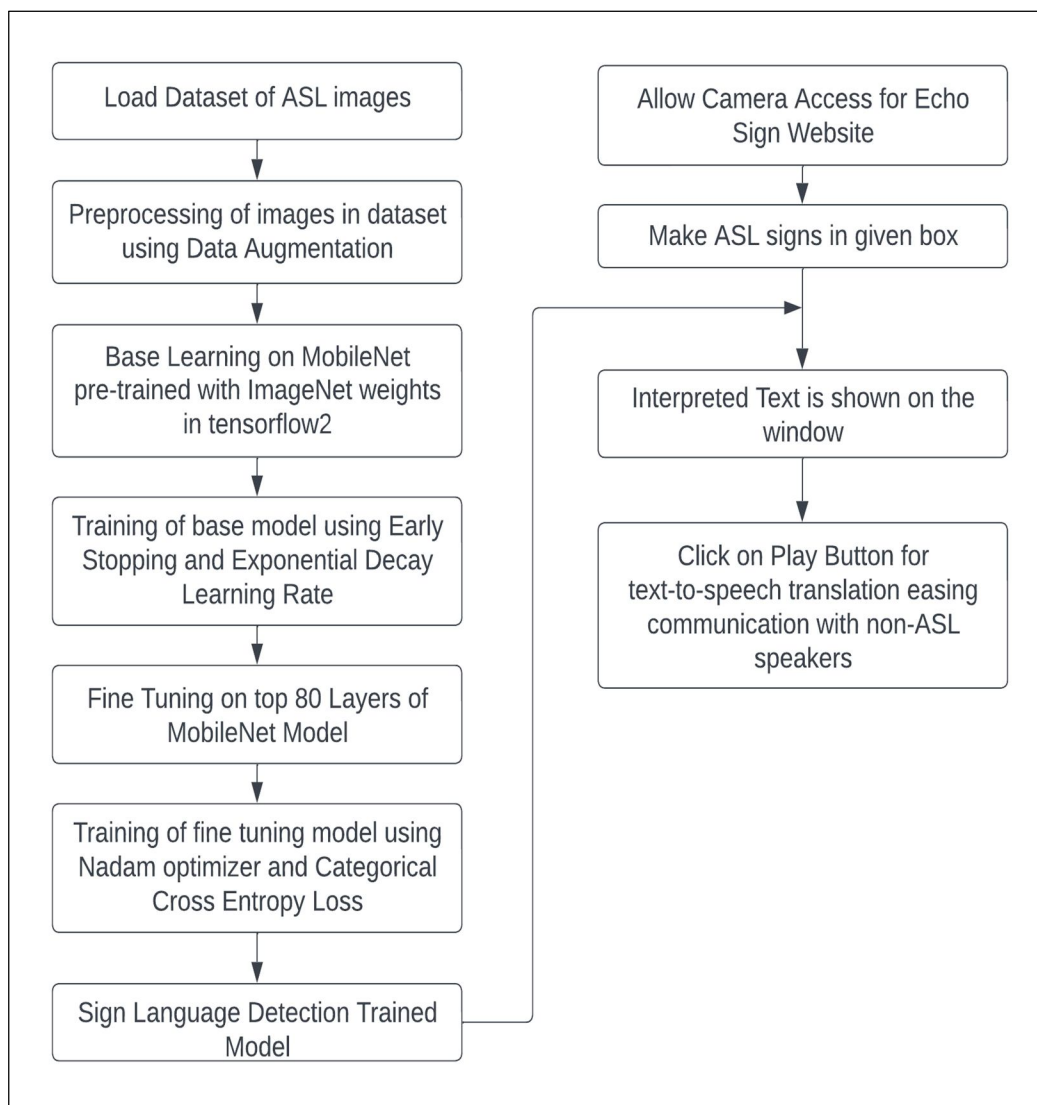 Load Dataset of ASL images
Preprocessing of images in dataset
using Data Augmentation
Base Learning on MobileNet
pre-trained with ImageNet weights
in tensorflow2
Training of base model using Early
Stopping and Exponential Decay
Learning Rate
Fine Tuning on top 80 Layers of
MobileNet Model
Training of fine tuning model using
Nadam optimizer and Categorical
Cross Entropy Loss
Sign Language Detection Trained
Model
Allow Camera Access for Echo
Sign Website
Make ASL signs in given box
Interpreted Text is shown on the
window
Click on Play Button for
text-to-speech translation easing
communication with non-ASL
speakers